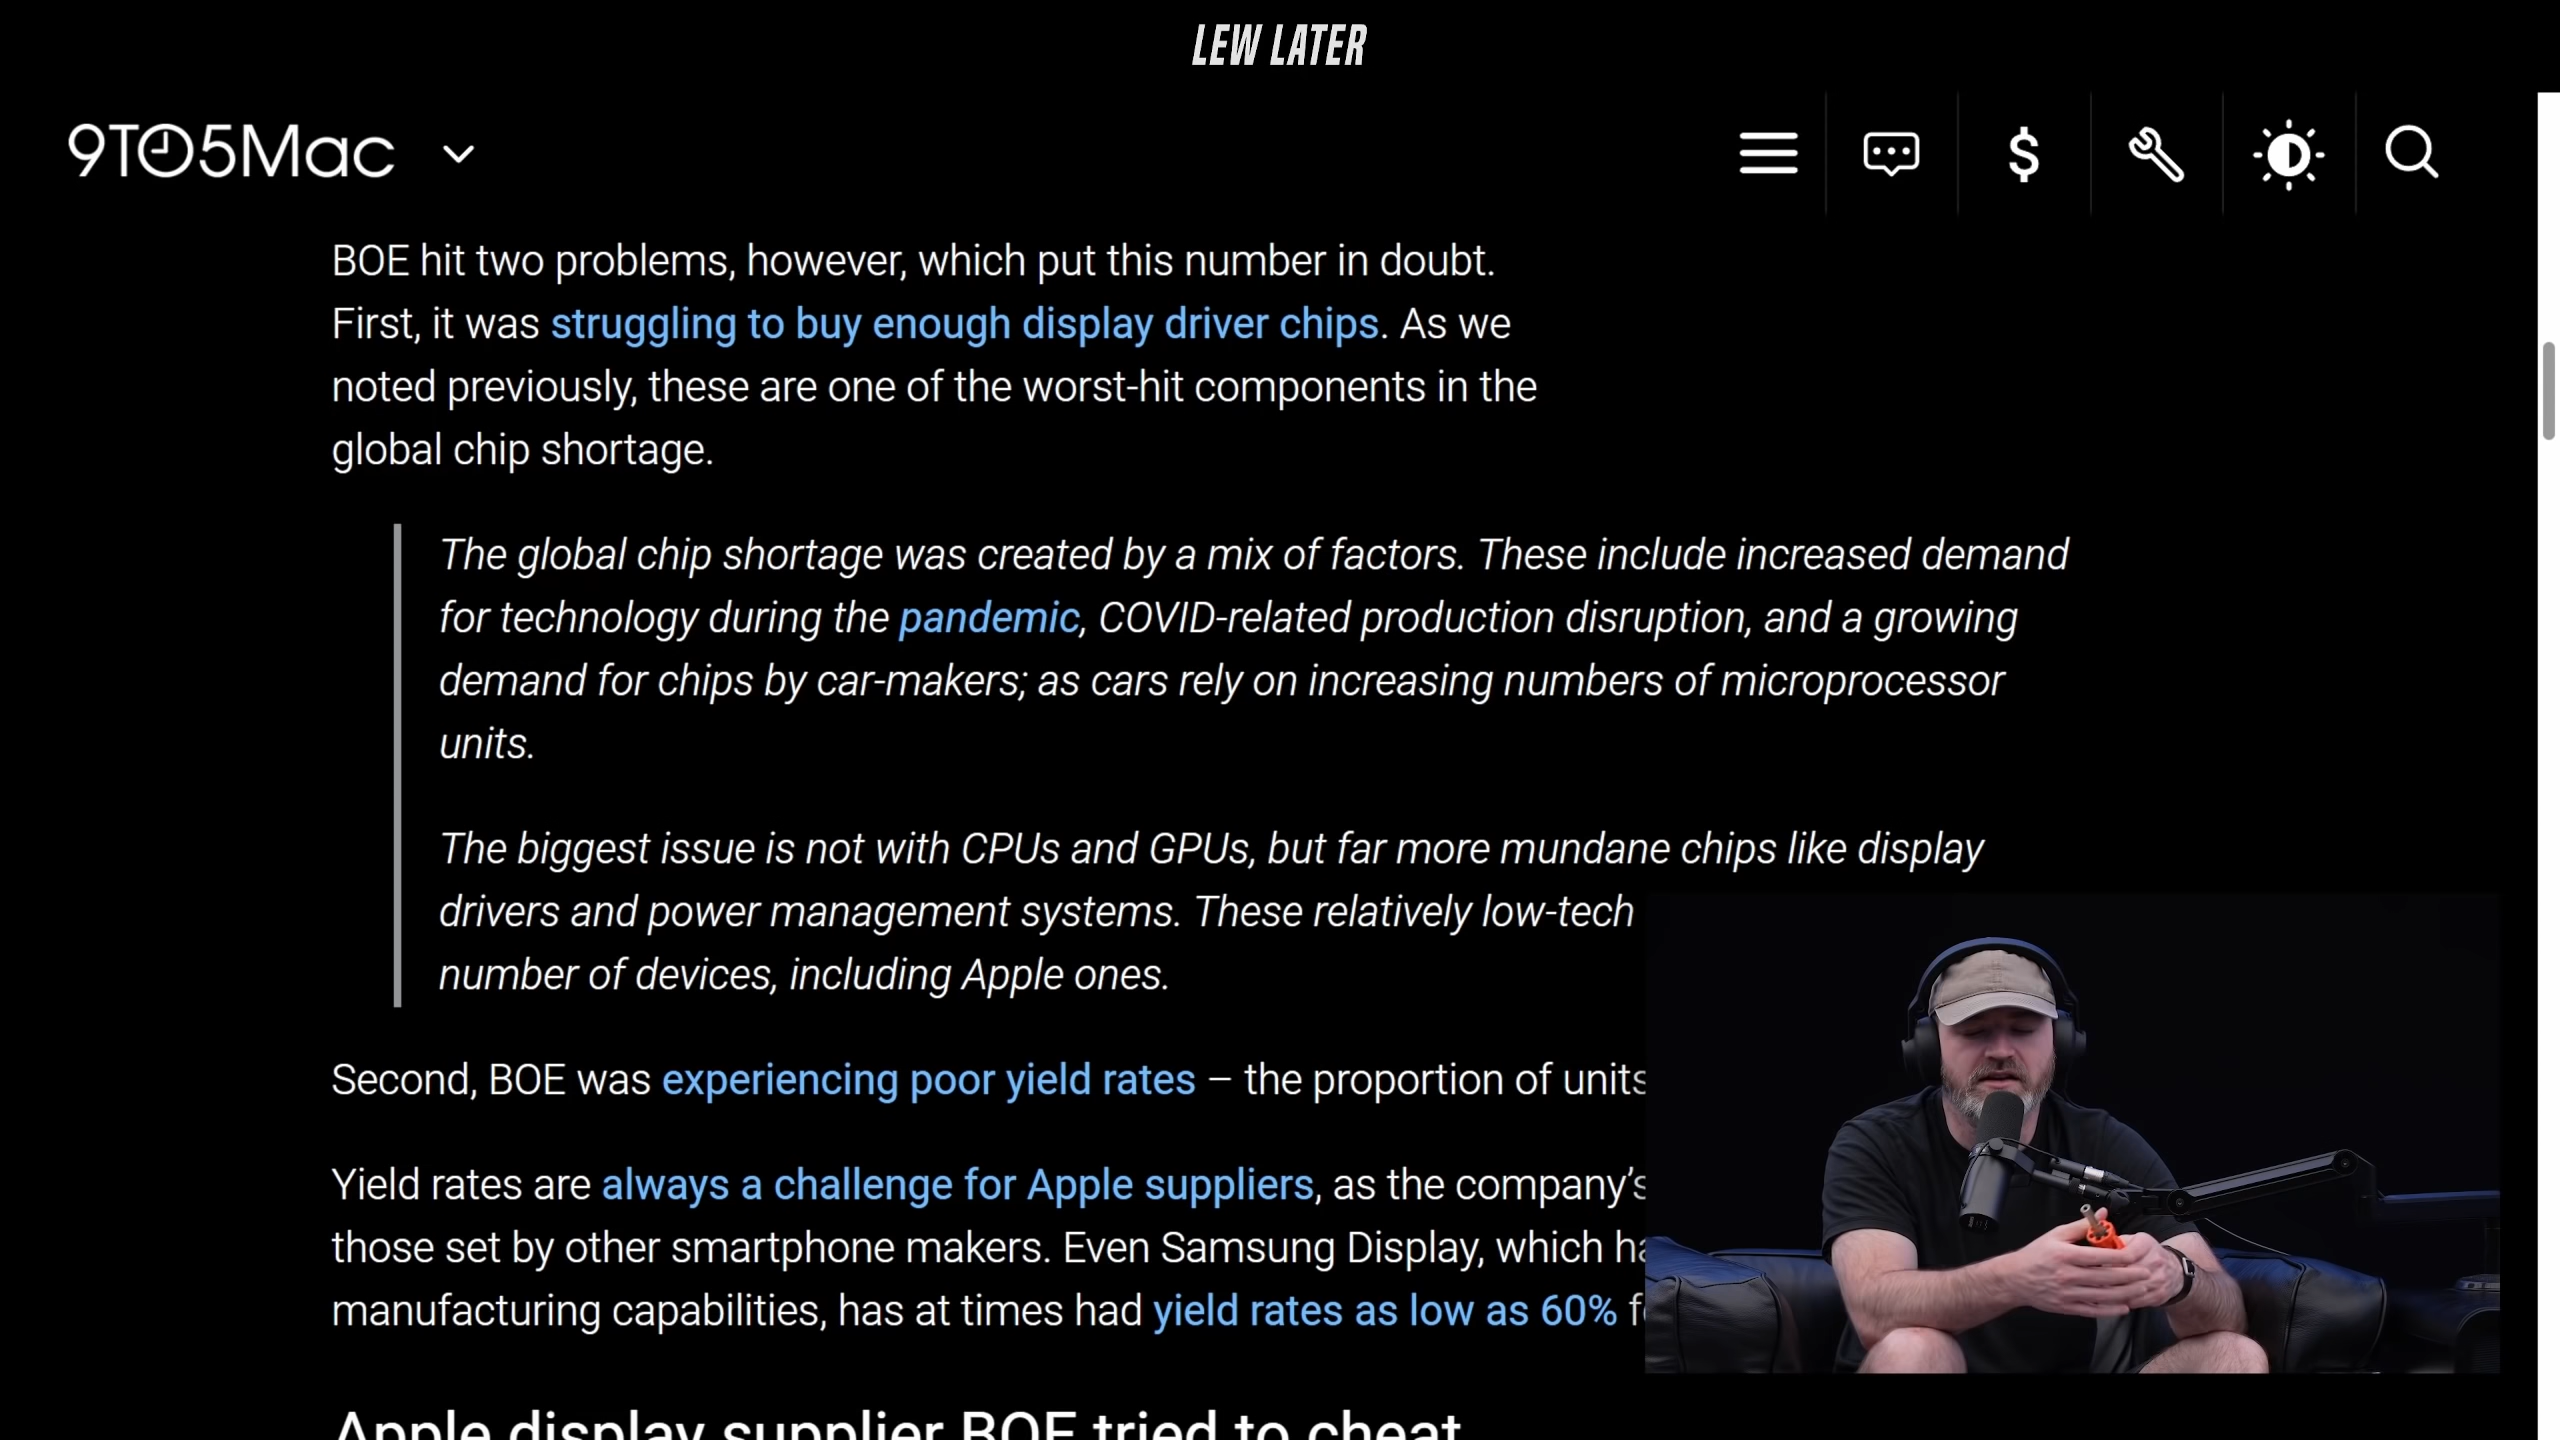 LEW LATER
9TO5Mac
BOE hit two problems, however, which put this number in doubt.
First, it was struggling to buy enough display driver chips. As we
noted previously, these are one of the worst-hit components in the
global chip shortage.
The global chip shortage was created by a mix of factors. These include increased demand
for technology during the pandemic, COVID-related production disruption, and a growing
demand for chips by car-makers; as cars rely on increasing numbers of microprocessor
units.
The biggest issue is not with CPUs and GPUs, but far more mundane chips like display
drivers and power management systems. These relatively low-tech
number of devices, including Apple ones.
Second, BOE was experiencing poor yield rates – the proportion of units
Yield rates are always a challenge for Apple suppliers, as the company's
those set by other smartphone makers. Even Samsung Display, which
manufacturing capabilities, has at times had yield rates as low as 60%
Apple display supplier BOE tried to cheat